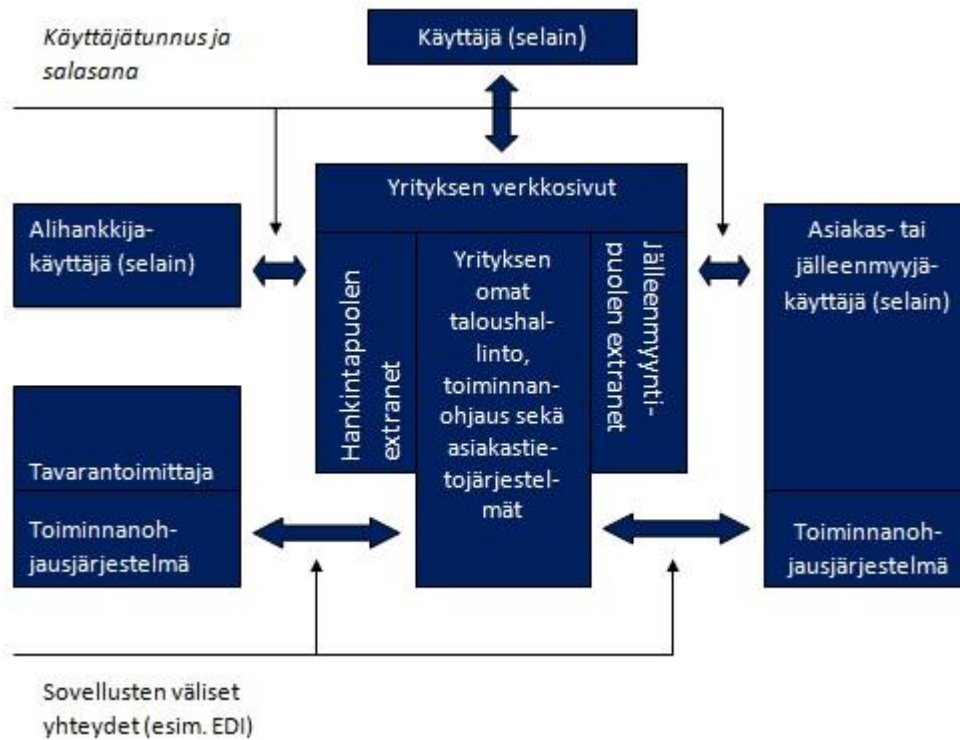 Käyttäjätunnus ja
salasana
Käyttäjä (selain)
Yrityksen verkkosivut
Alihankkija-
käyttäjä (selain)
Hankintapuolen
extranet
Yrityksen
omat
taloushal-
linto,
toiminnan-
ohjaus sekä
asiakastie-
tojärjestel-
mät
Jälleenmyynti-
puolen extranet
Asiakas- tai
jälleenmyyjä-
käyttäjä (selain)
Tavarantoimittaja
Toiminnanoh-
jausjärjestelmä
Toiminnanoh-
jausjärjestelmä
Sovellusten väliset
yhteydet (esim. EDI)